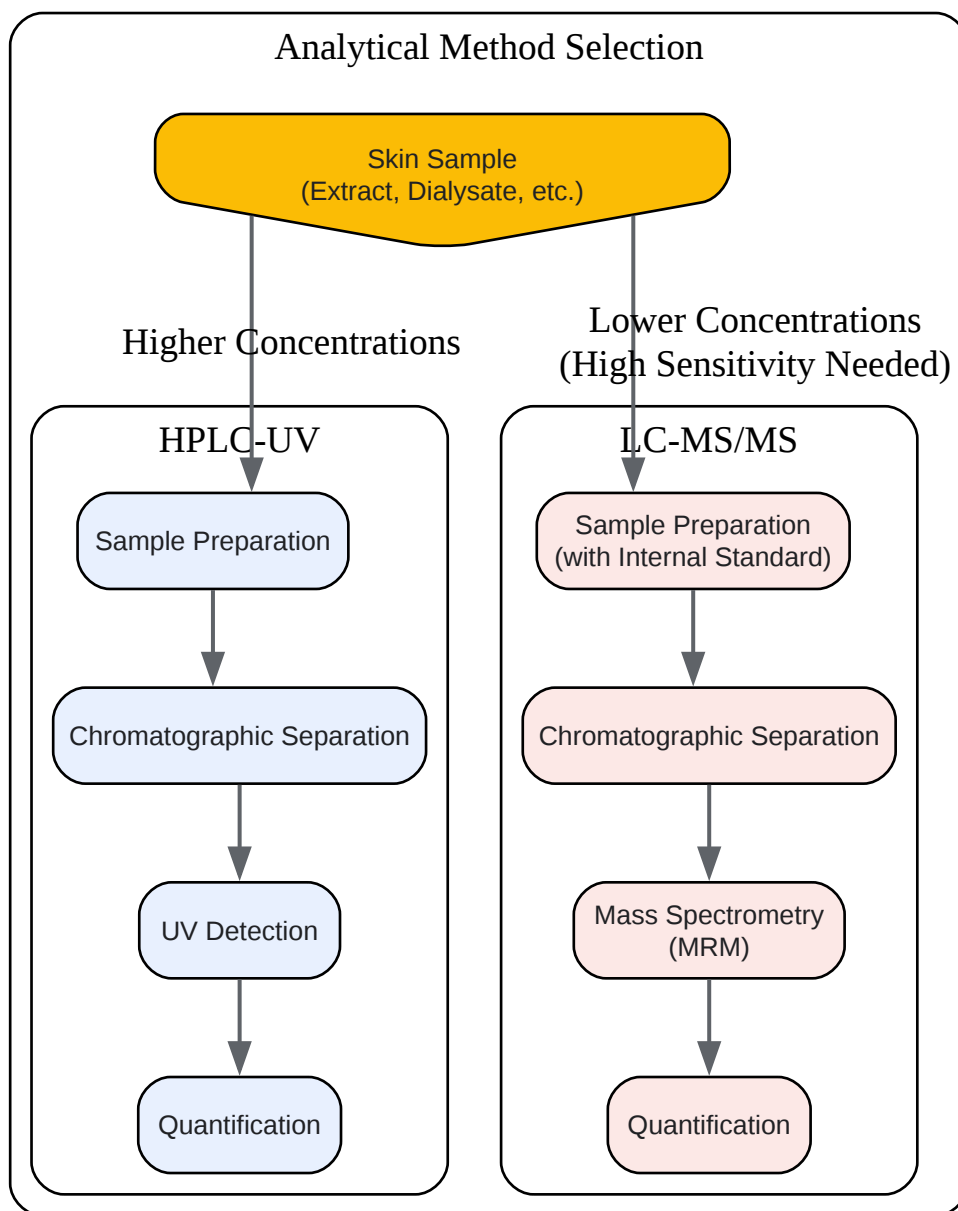 Analytical Method Selection
Skin Sample
(Extract, Dialysate, etc.)
Higher Concentrations
Lower Concentrations
(High Sensitivity Needed)
HPLC-UV
Sample Preparation
Chromatographic Separation
UV Detection
Quantification
LC-MS/MS
Sample Preparation
(with Internal Standard)
Chromatographic Separation
Mass Spectrometry
(MRM)
Quantification